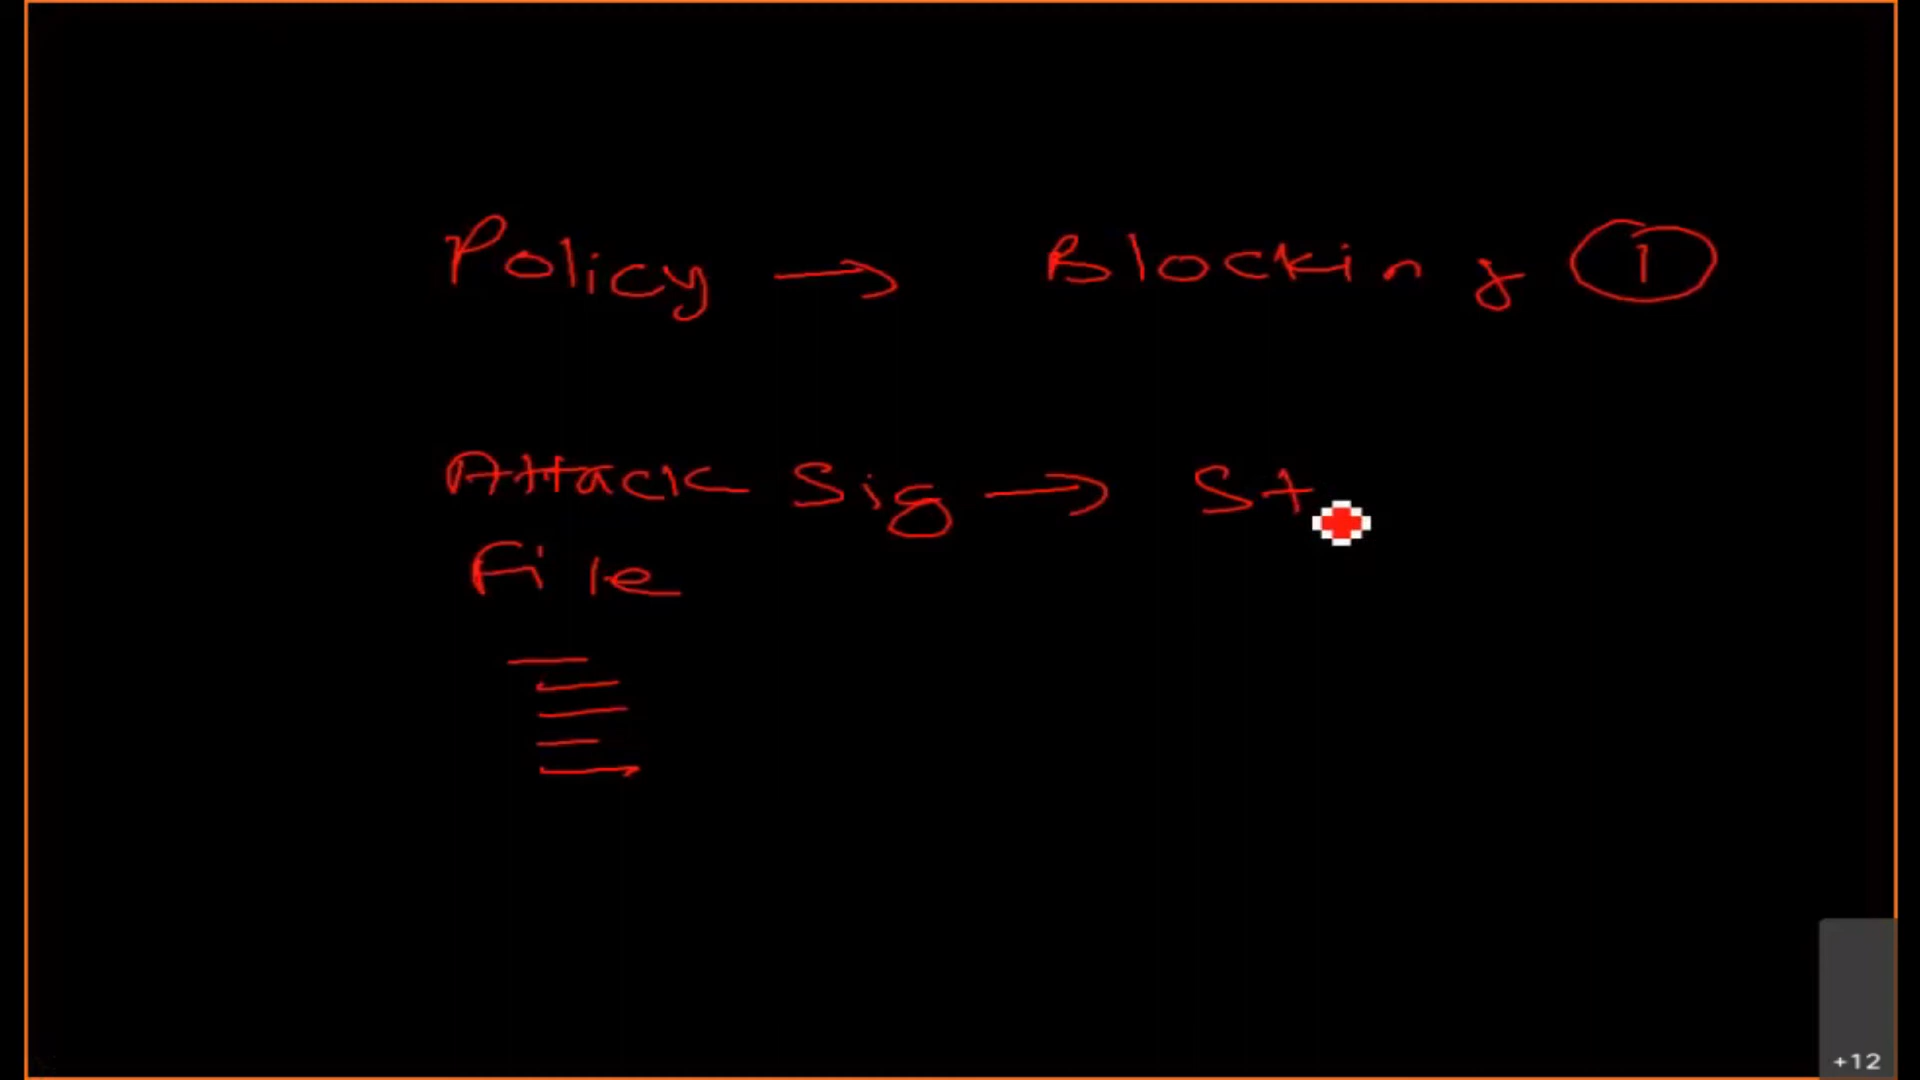 Policy → Blocking ①
Attack Sig → St
File
+12